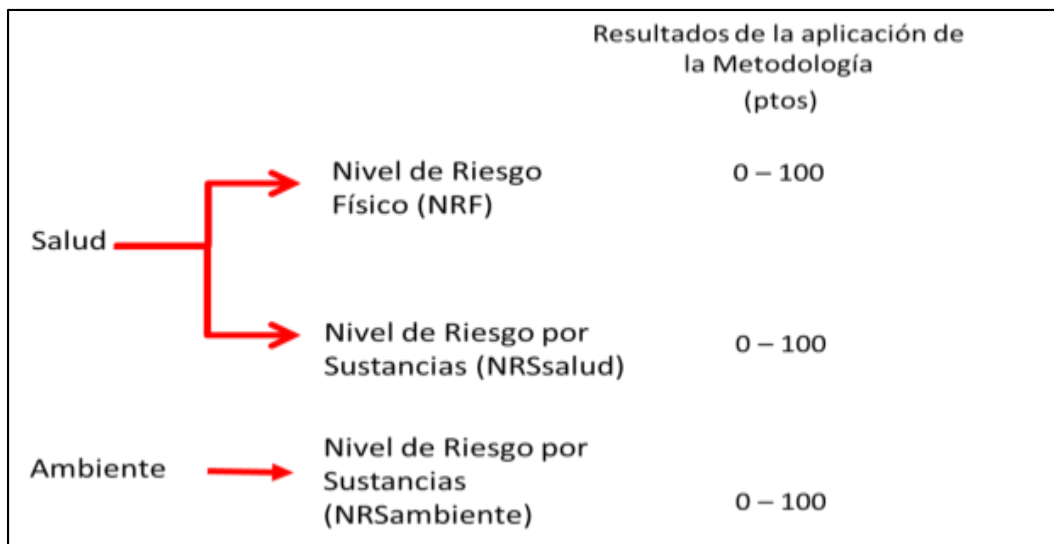 Resultados de la aplicación de
la Metodología
(ptos)
Salud
Nivel de Riesgo
Físico (NRF)
0 – 100
Nivel de Riesgo por
Sustancias (NRSsalud)
0 – 100
Ambiente
Nivel de Riesgo por
Sustancias
(NRSambiente)
0 – 100